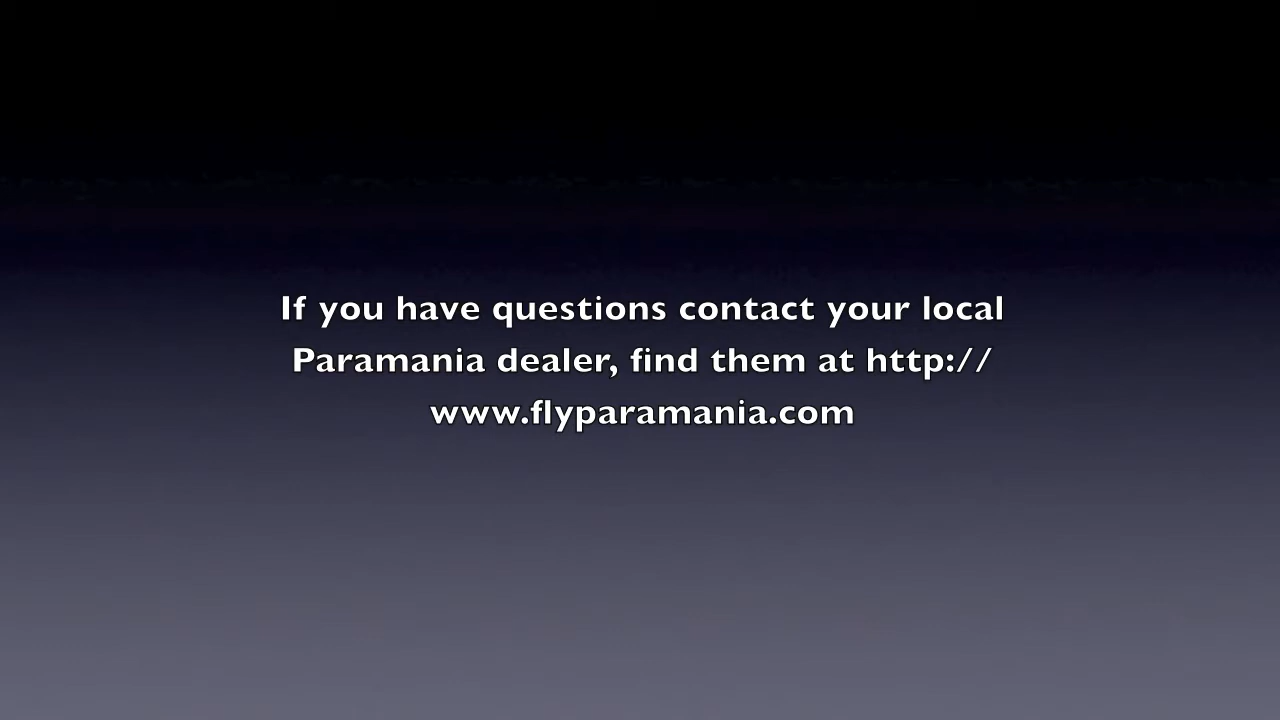 If you have questions contact your local
Paramania dealer, find them at http://
www.flyparamania.com